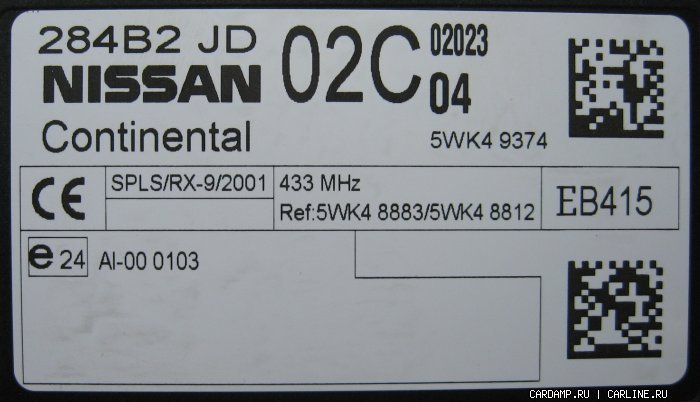 284B2 JD
NISSAN
02C
02023
04
Continental
5WK4 9374
CE
SPLS/RX-9/2001
433 MHz
Ref:5WK4 8883/5WK4 8812
EB415
e 24
AI-00 0103
CARDAMP.RU | CARLINE.RU